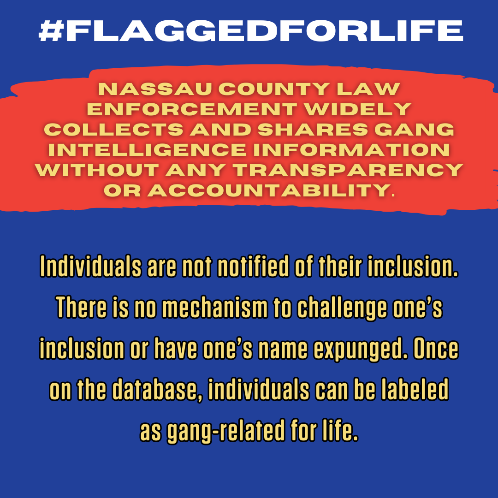 #FLAGGEDFORLIFE
NASSAU COUNTY LAW
ENFORCEMENT WIDELY
COLLECTS AND SHARES GANG
INTELLIGENCE INFORMATION
WITHOUT ANY TRANSPARENCY
OR ACCOUNTABILITY.
Individuals are not notified of their inclusion.
There is no mechanism to challenge one's
inclusion or have one's name expunged. Once
on the database, individuals can be labeled
as gang-related for life.